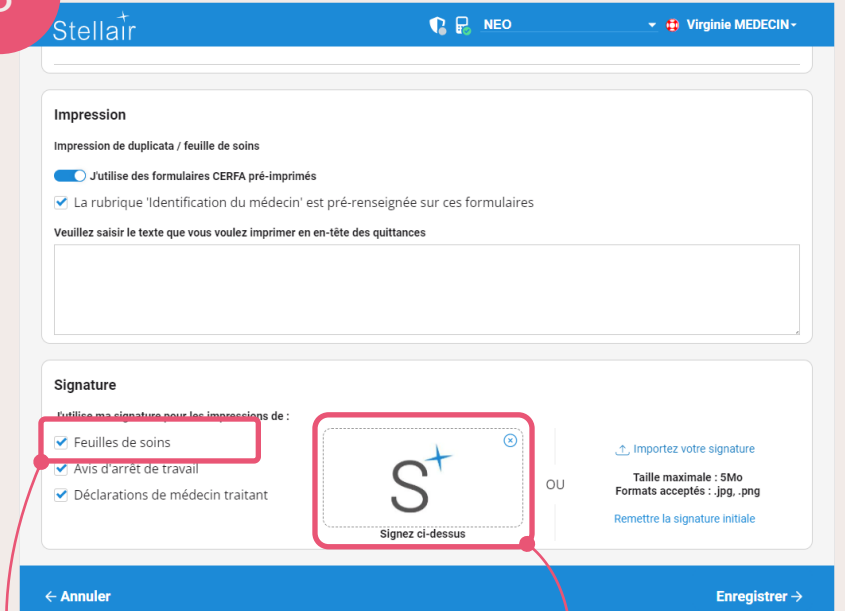 Stellair
NEO
Virginie MEDECIN
Impression
Impression de duplicata / feuille de soins
J'utilise des formulaires CERFA pré-imprimés
La rubrique 'Identification du médecin' est pré-renseignée sur ces formulaires
Veuillez saisir le texte que vous voulez imprimer en en-tête des quittances
Signature
J'utilise ma signature pour les impressions de :
Feuilles de soins
Avis d'arrêt de travail
Déclarations de médecin traitant
S
Signez ci-dessus
OU
Importez votre signature
Taille maximale : 5Mo
Formats acceptés : .jpg, .png
Remettre la signature initiale
← Annuler
Enregistrer →